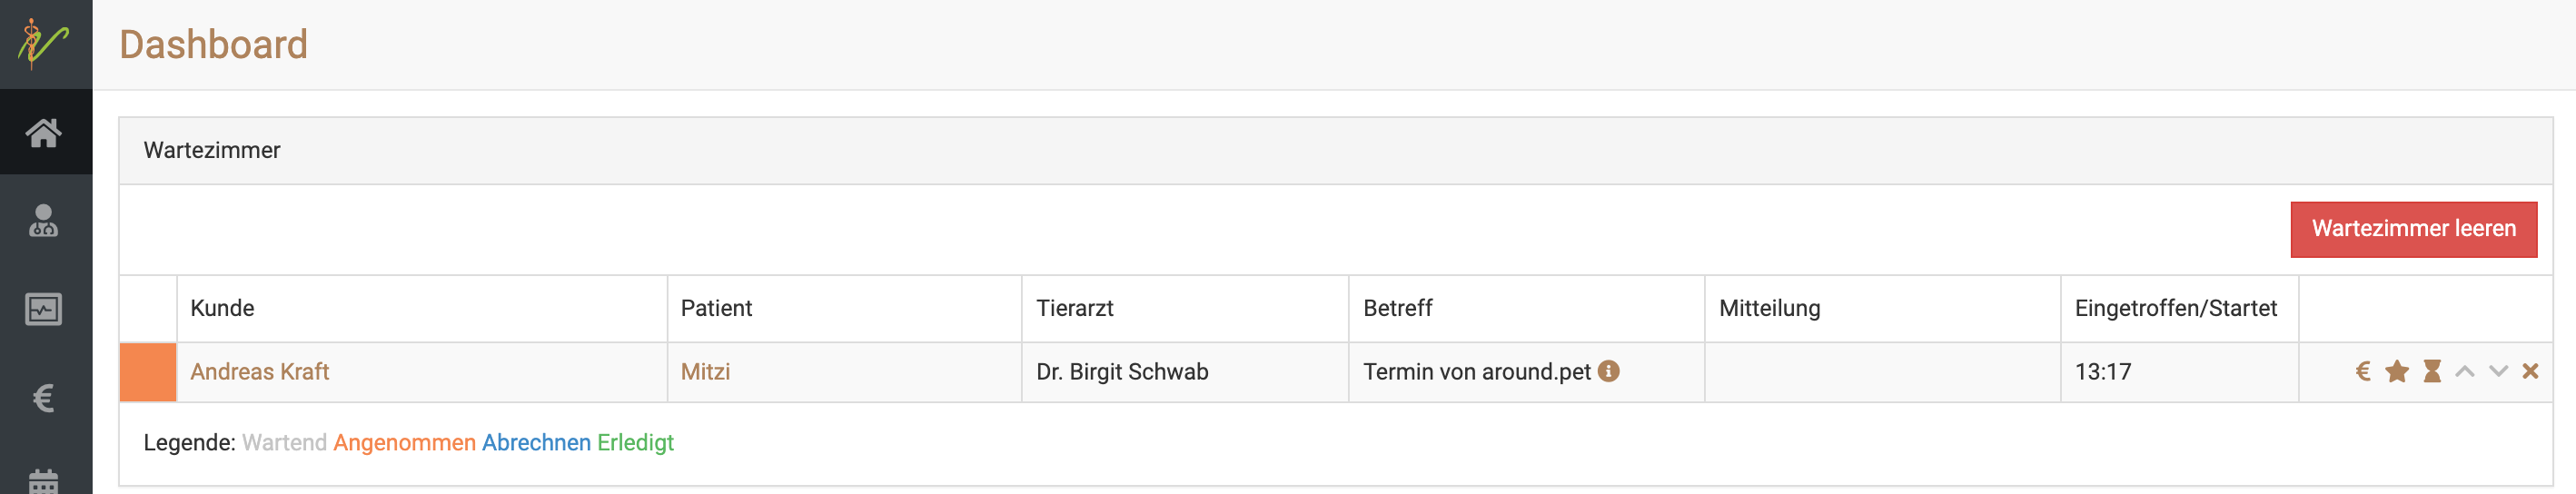 Dashboard
Wartezimmer
Wartezimmer leeren
Kunde Patient Tierarzt Betreff Mitteilung Eingetroffen/Startet
Andreas Kraft Mitzi Dr. Birgit Schwab Termin von around.pet 13:17 €
Legende: Wartend Angenommen Abrechnen Erledigt